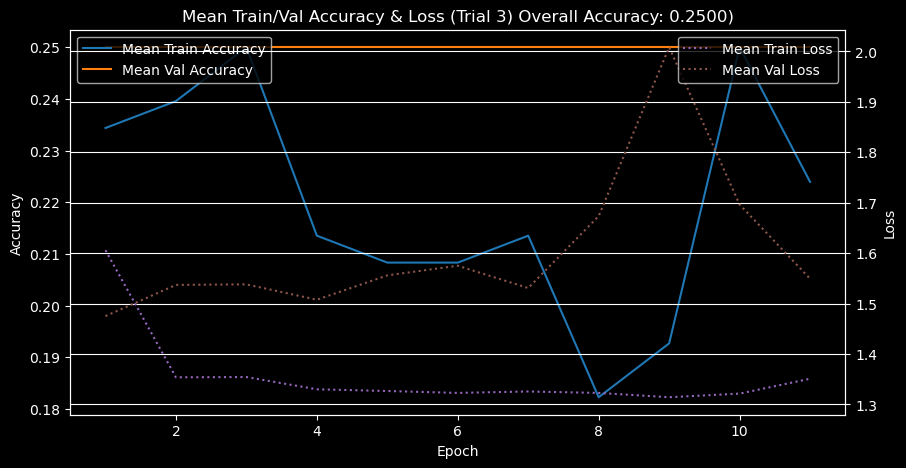 Mean Train/Val Accuracy & Loss (Trial 3) Overall Accuracy: 0.2500)
Mean Train Accuracy
Mean Val Accuracy
Mean Train Loss
Mean Val Loss
Accuracy
0.25
0.24
0.23
0.22
0.21
0.20
0.19
0.18
2.0
1.9
1.8
1.7
1.6
1.5
1.4
1.3
Loss
2 4 6 8 10
Epoch